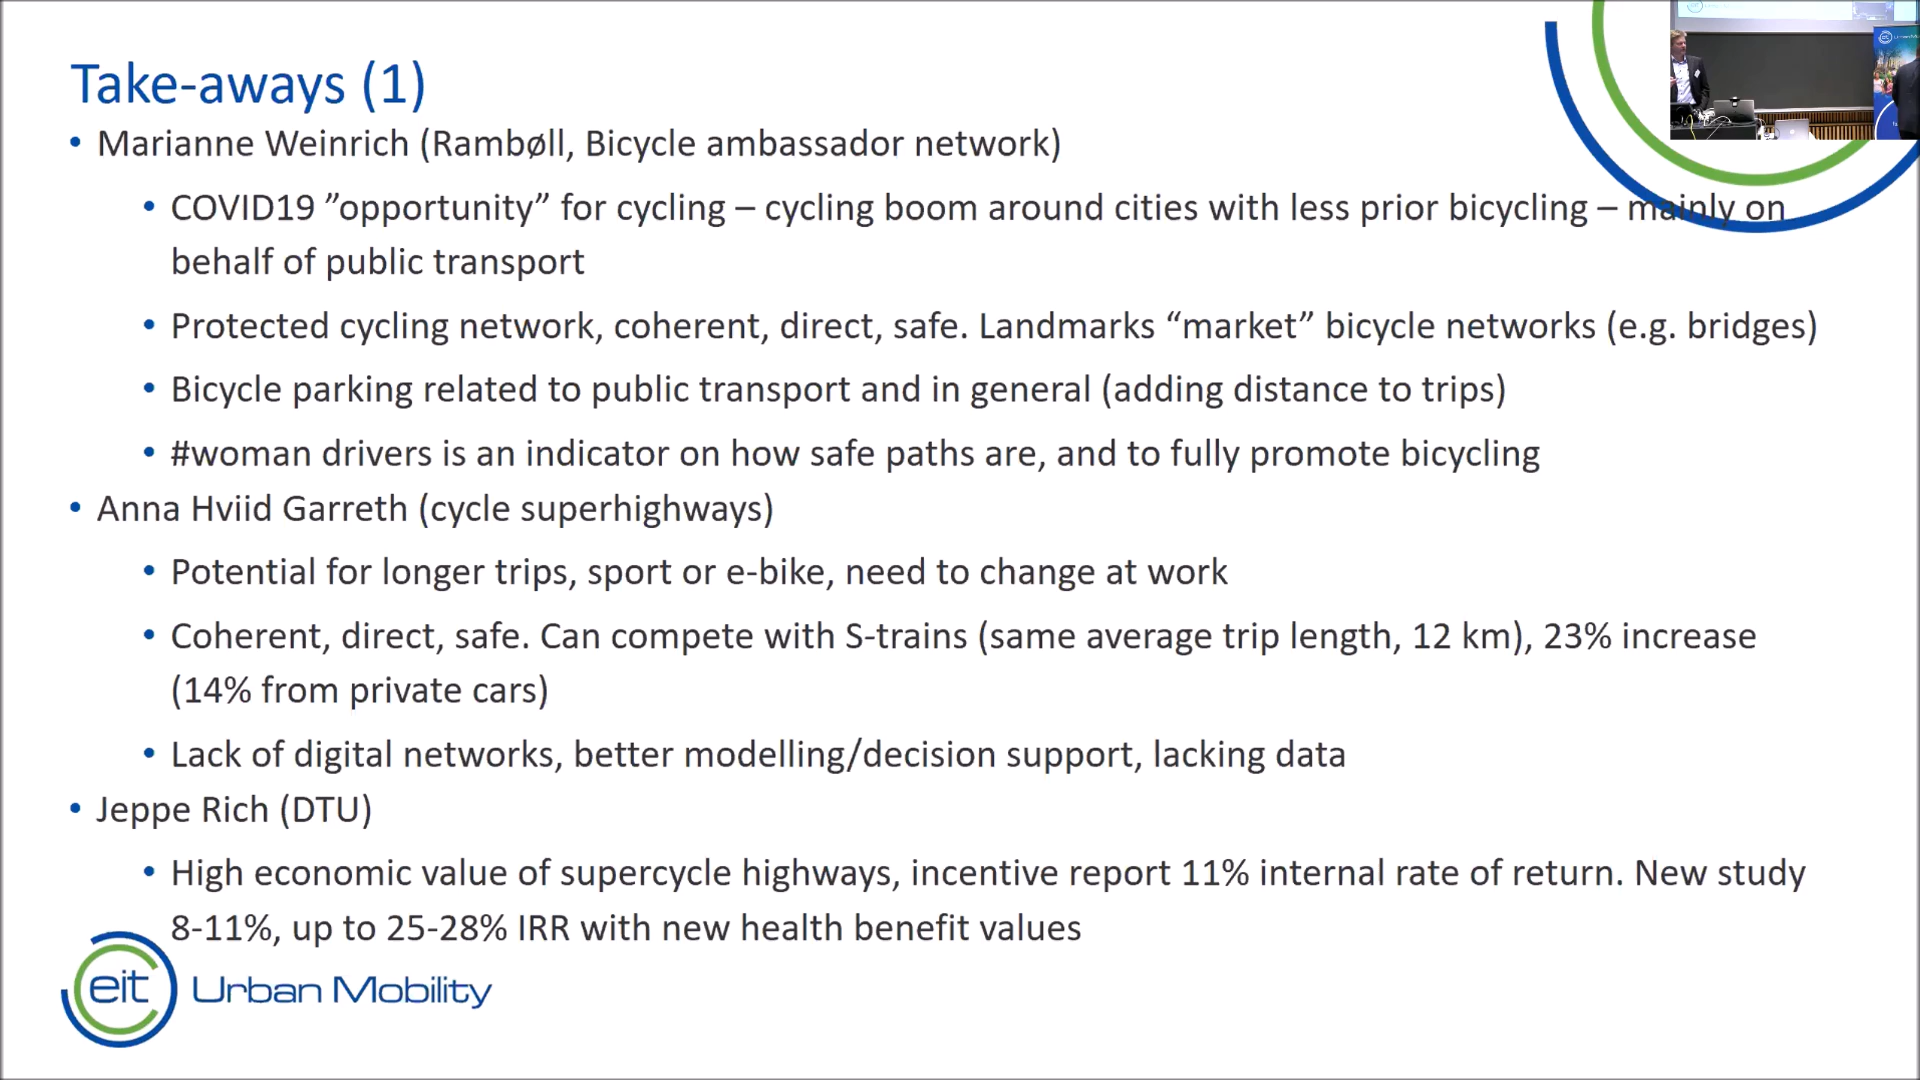 Take-aways (1)
• Marianne Weinrich (Rambøll, Bicycle ambassador network)
• COVID19 ”opportunity” for cycling – cycling boom around cities with less prior bicycling – mainly on
behalf of public transport
• Protected cycling network, coherent, direct, safe. Landmarks “market” bicycle networks (e.g. bridges)
• Bicycle parking related to public transport and in general (adding distance to trips)
• #woman drivers is an indicator on how safe paths are, and to fully promote bicycling
• Anna Hviid Garreth (cycle superhighways)
• Potential for longer trips, sport or e-bike, need to change at work
• Coherent, direct, safe. Can compete with S-trains (same average trip length, 12 km), 23% increase
(14% from private cars)
• Lack of digital networks, better modelling/decision support, lacking data
• Jeppe Rich (DTU)
• High economic value of supercycle highways, incentive report 11% internal rate of return. New study
8-11%, up to 25-28% IRR with new health benefit values
eit Urban Mobility